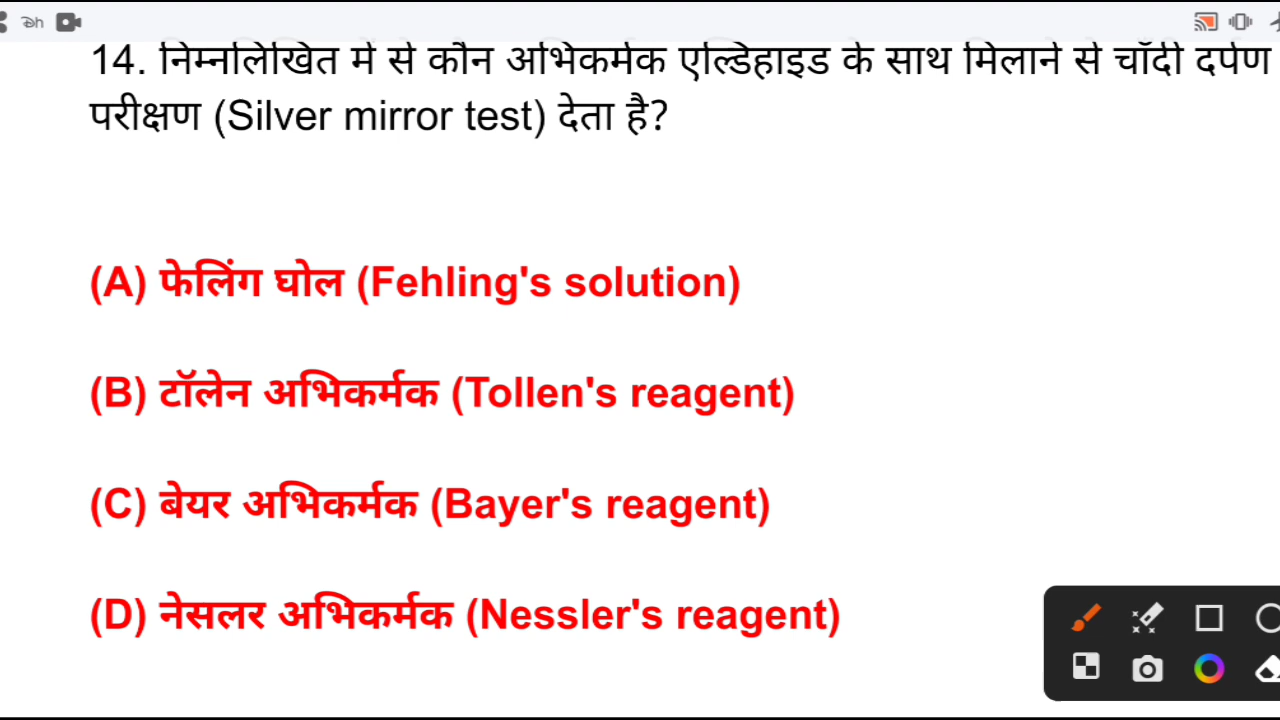 14. निम्नलिखित में से कौन अभिकर्मक एल्डिहाइड के साथ मिलाने से चाँदी दर्पण
परीक्षण (Silver mirror test) देता है?
(A) फेलिंग घोल (Fehling's solution)
(B) टॉलेन अभिकर्मक (Tollen's reagent)
(C) बेयर अभिकर्मक (Bayer's reagent)
(D) नेसलर अभिकर्मक (Nessler's reagent)